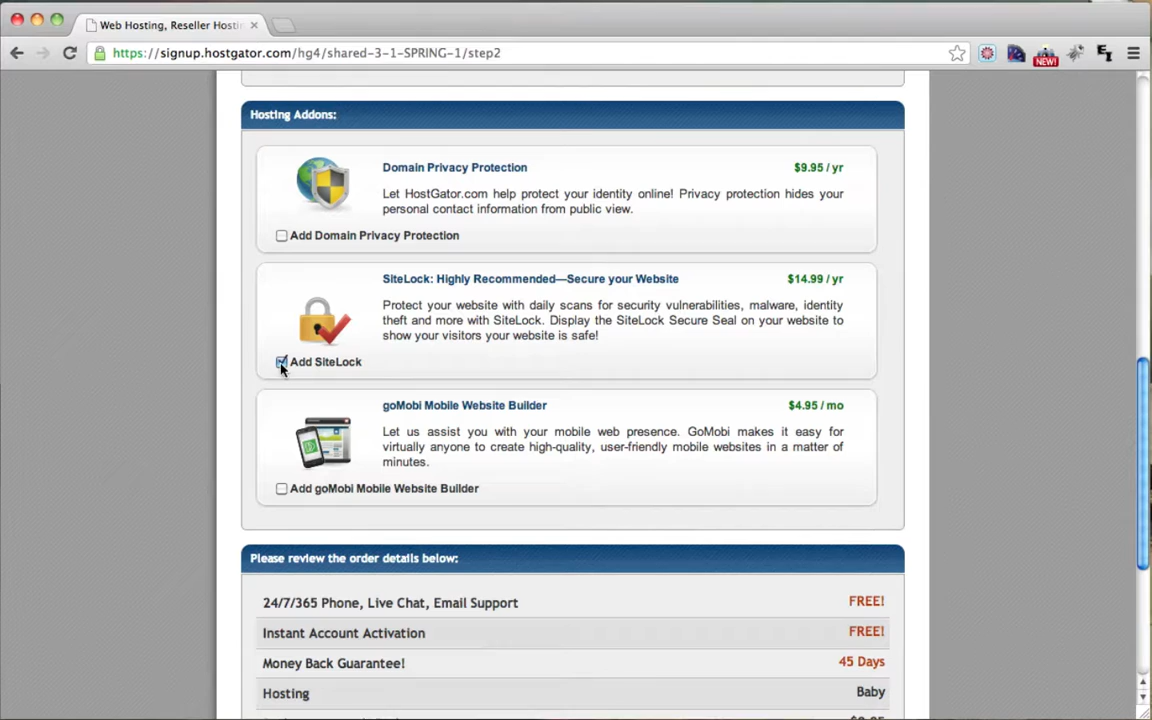 Web Hosting, Reseller Hosti
https://signup.hostgator.com/hg4/shared-3-1-SPRING-1/step2
NEW!
Hosting Addons:
Domain Privacy Protection $9.95 / yr
Let HostGator.com help protect your identity online! Privacy protection hides your
personal contact information from public view.
Add Domain Privacy Protection
SiteLock: Highly Recommended—Secure your Website $14.99 / yr
Protect your website with daily scans for security vulnerabilities, malware, identity
theft and more with SiteLock. Display the SiteLock Secure Seal on your website to
show your visitors your website is safe!
Add SiteLock
goMobi Mobile Website Builder $4.95 / mo
Let us assist you with your mobile web presence. GoMobi makes it easy for
virtually anyone to create high-quality, user-friendly mobile websites in a matter of
minutes.
Add goMobi Mobile Website Builder
Please review the order details below:
24/7/365 Phone, Live Chat, Email Support FREE!
Instant Account Activation FREE!
Money Back Guarantee! 45 Days
Hosting Baby